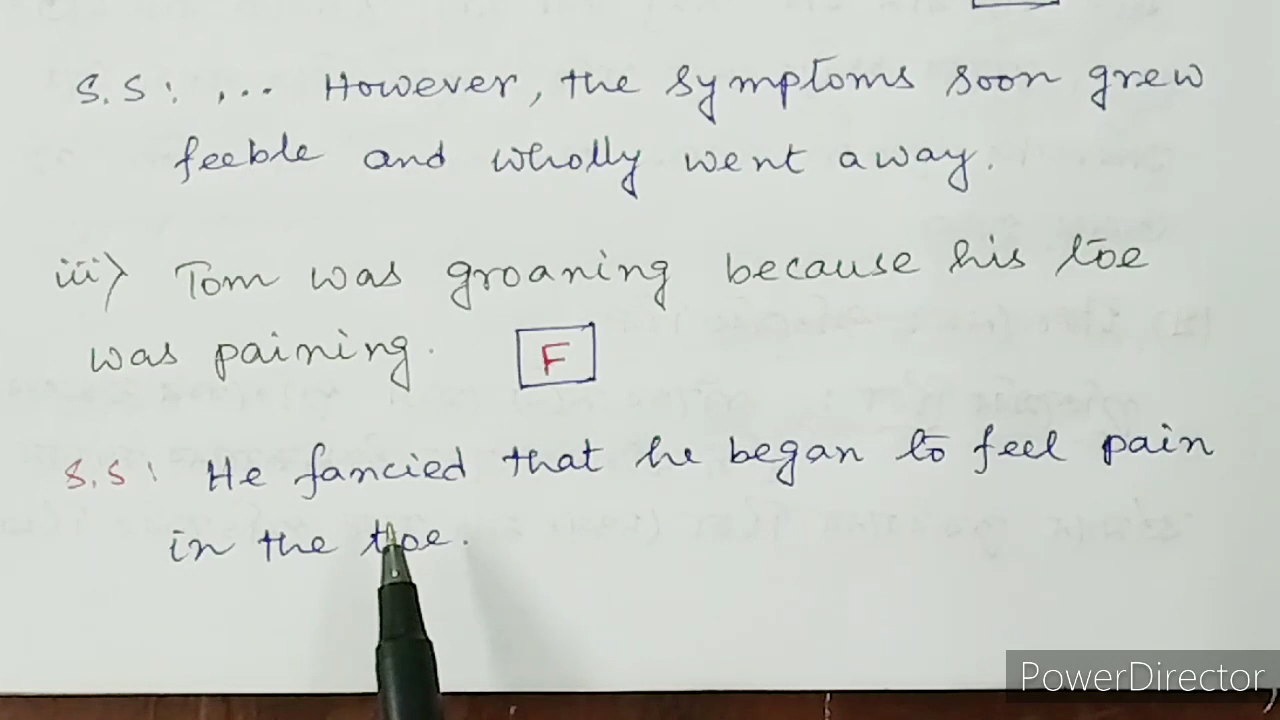 S.S : ... However, the symptoms soon grew
feeble and wholly went away.
iii) Tom was groaning because his toe
was paining. F
S.S : He fancied that he began to feel pain
in the toe.
PowerDirector